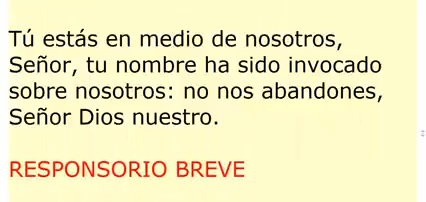 Tú estás en medio de nosotros,
Señor, tu nombre ha sido invocado
sobre nosotros: no nos abandones,
Señor Dios nuestro.
RESPONSORIO BREVE